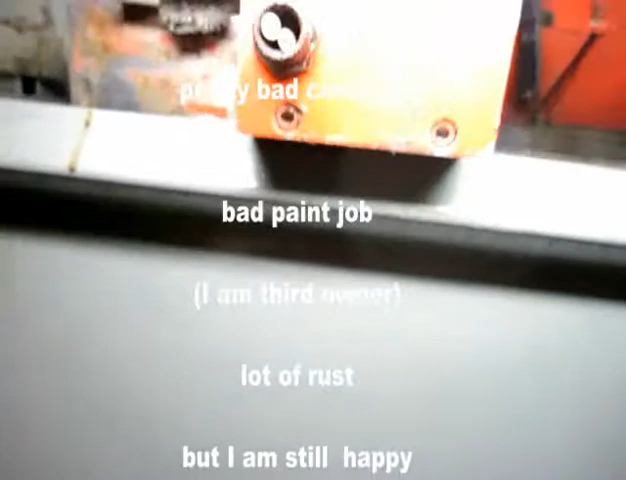 bad
bad paint job
(I am third owner)
lot of rust
but I am still happy